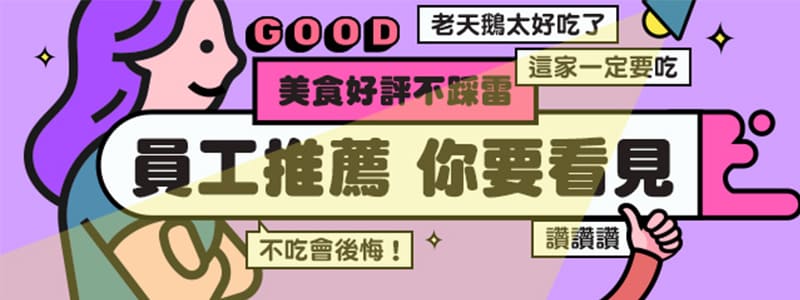 GOOD
老天鵝太好吃了
這家一定要吃
美食好評不踩雷
員工推薦 你要看見
不吃會後悔！
讚讚讚